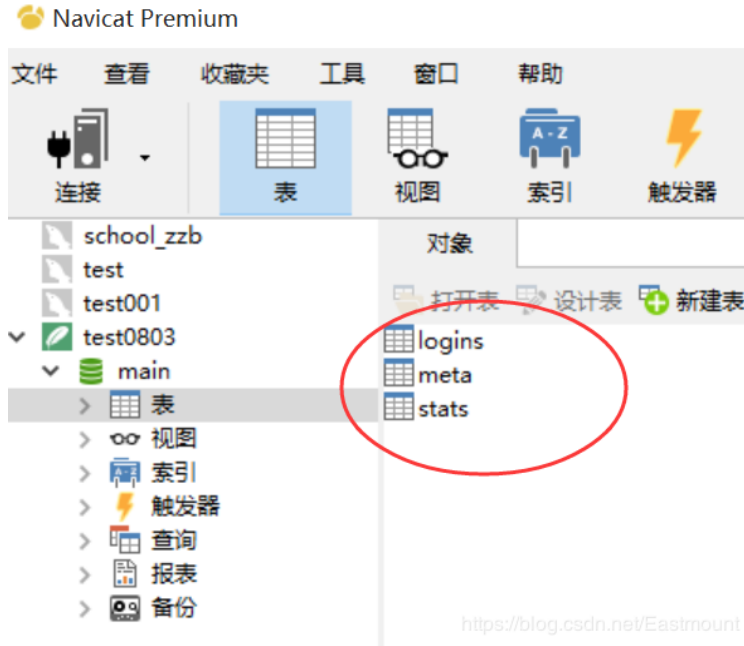 Navicat Premium
文件 查看 收藏夹 工具 窗口 帮助
A-Z
连接 表 视图 索引 触发器
school_zzb
test
test001
test0803
main
表
视图
A-Z
索引
触发器
查询
报表
备份
对象
打开表 设计表 新建表
logins
meta
stats
https://blog.csdn.net/Eastmount